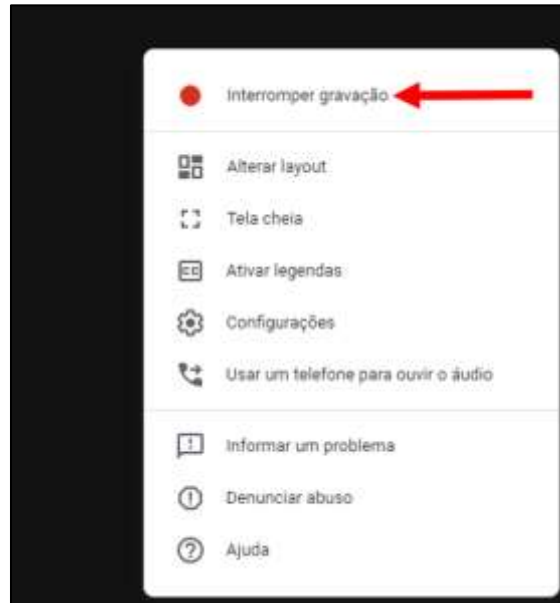 Interromper gravação
Alterar layout
Tela cheia
Ativar legendas
Configurações
Usar um telefone para ouvir o áudio
Informar um problema
Denunciar abuso
Ajuda